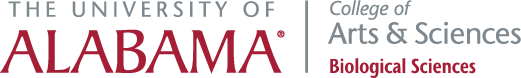 THE UNIVERSITY OF
ALABAMA®
College of
Arts & Sciences
Biological Sciences